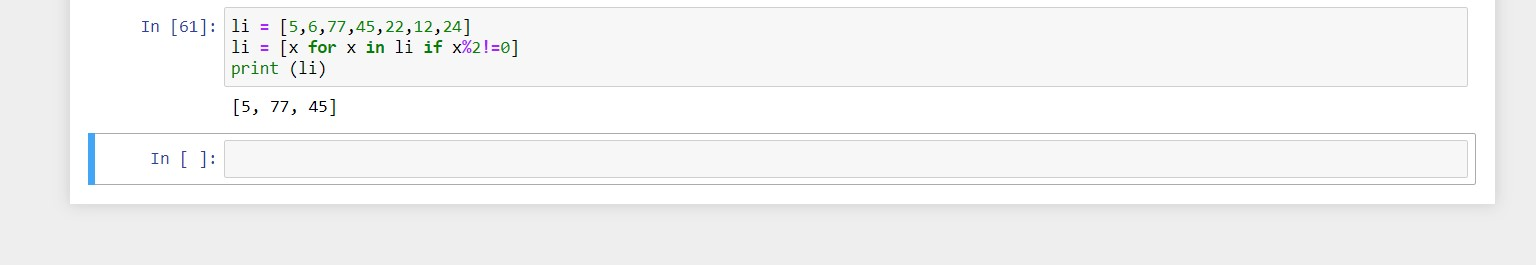 In [61]: li = [5,6,77,45,22,12,24]
li = [x for x in li if x%2!=0]
print (li)
[5, 77, 45]
In [ ]: